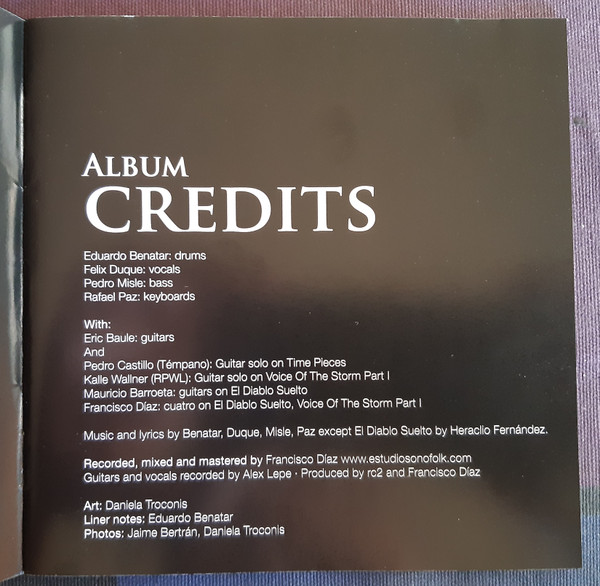 ALBUM
CREDITS
Eduardo Benatar: drums
Felix Duque: vocals
Pedro Misle: bass
Rafael Paz: keyboards
With:
Eric Baule: guitars
And
Pedro Castillo (Témpano): Guitar solo on Time Pieces
Kalle Wallner (RPWL): Guitar solo on Voice Of The Storm Part I
Mauricio Barroeta: guitars on El Diablo Suelto
Francisco Díaz: cuatro on El Diablo Suelto, Voice Of The Storm Part I
Music and lyrics by Benatar, Duque, Misle, Paz except El Diablo Suelto by Heraclio Fernández.
Recorded, mixed and mastered by Francisco Díaz www.estudiosonofolk.com
Guitars and vocals recorded by Alex Lepe · Produced by rc2 and Francisco Díaz
Art: Daniela Troconis
Liner notes: Eduardo Benatar
Photos: Jaime Bertrán, Daniela Troconis